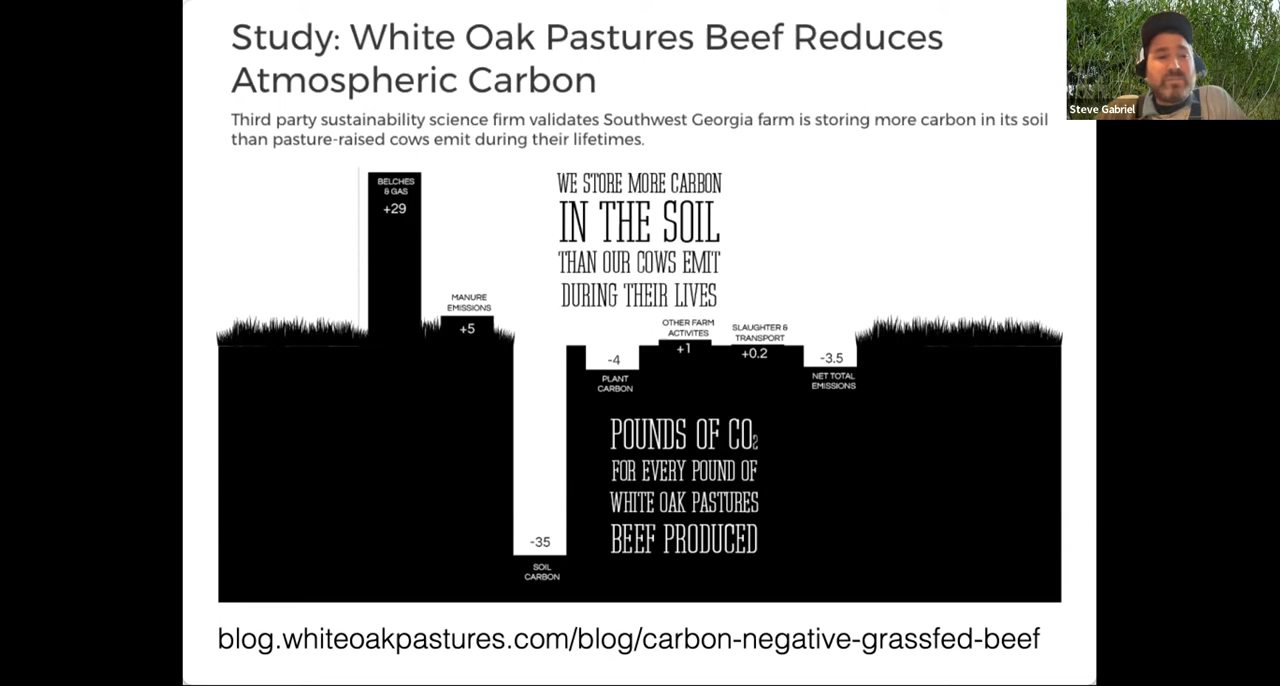 Study: White Oak Pastures Beef Reduces
Atmospheric Carbon
Third party sustainability science firm validates Southwest Georgia farm is storing more carbon in its soil
than pasture-raised cows emit during their lifetimes.
Steve Gabriel
BELCHES
& GAS
+29
MANURE
EMISSIONS
+5
WE STORE MORE CARBON
IN THE SOIL
THAN OUR COWS EMIT
DURING THEIR LIVES
-35
SOIL
CARBON
-4
PLANT
CARBON
OTHER FARM
ACTIVITES
+1
SLAUGHTER &
TRANSPORT
+0.2
-3.5
NET TOTAL
EMISSIONS
POUNDS OF CO₂
FOR EVERY POUND OF
WHITE OAK PASTURES
BEEF PRODUCED
blog.whiteoakpastures.com/blog/carbon-negative-grassfed-beef